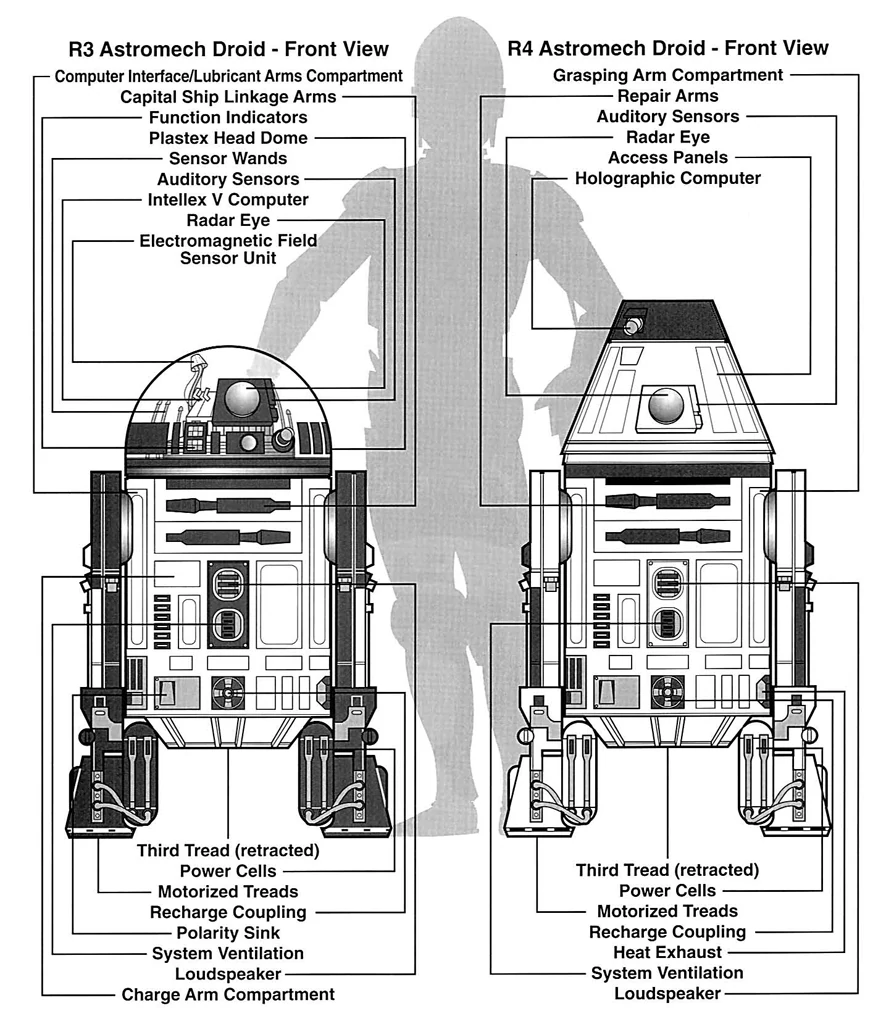 R3 Astromech Droid - Front View
Computer Interface/Lubricant Arms Compartment
Capital Ship Linkage Arms
Function Indicators
Plastex Head Dome
Sensor Wands
Auditory Sensors
Intellex V Computer
Radar Eye
Electromagnetic Field
Sensor Unit
Third Tread (retracted)
Power Cells
Motorized Treads
Recharge Coupling
Polarity Sink
System Ventilation
Loudspeaker
Charge Arm Compartment
R4 Astromech Droid - Front View
Grasping Arm Compartment
Repair Arms
Auditory Sensors
Radar Eye
Access Panels
Holographic Computer
Third Tread (retracted)
Power Cells
Motorized Treads
Recharge Coupling
Heat Exhaust
System Ventilation
Loudspeaker